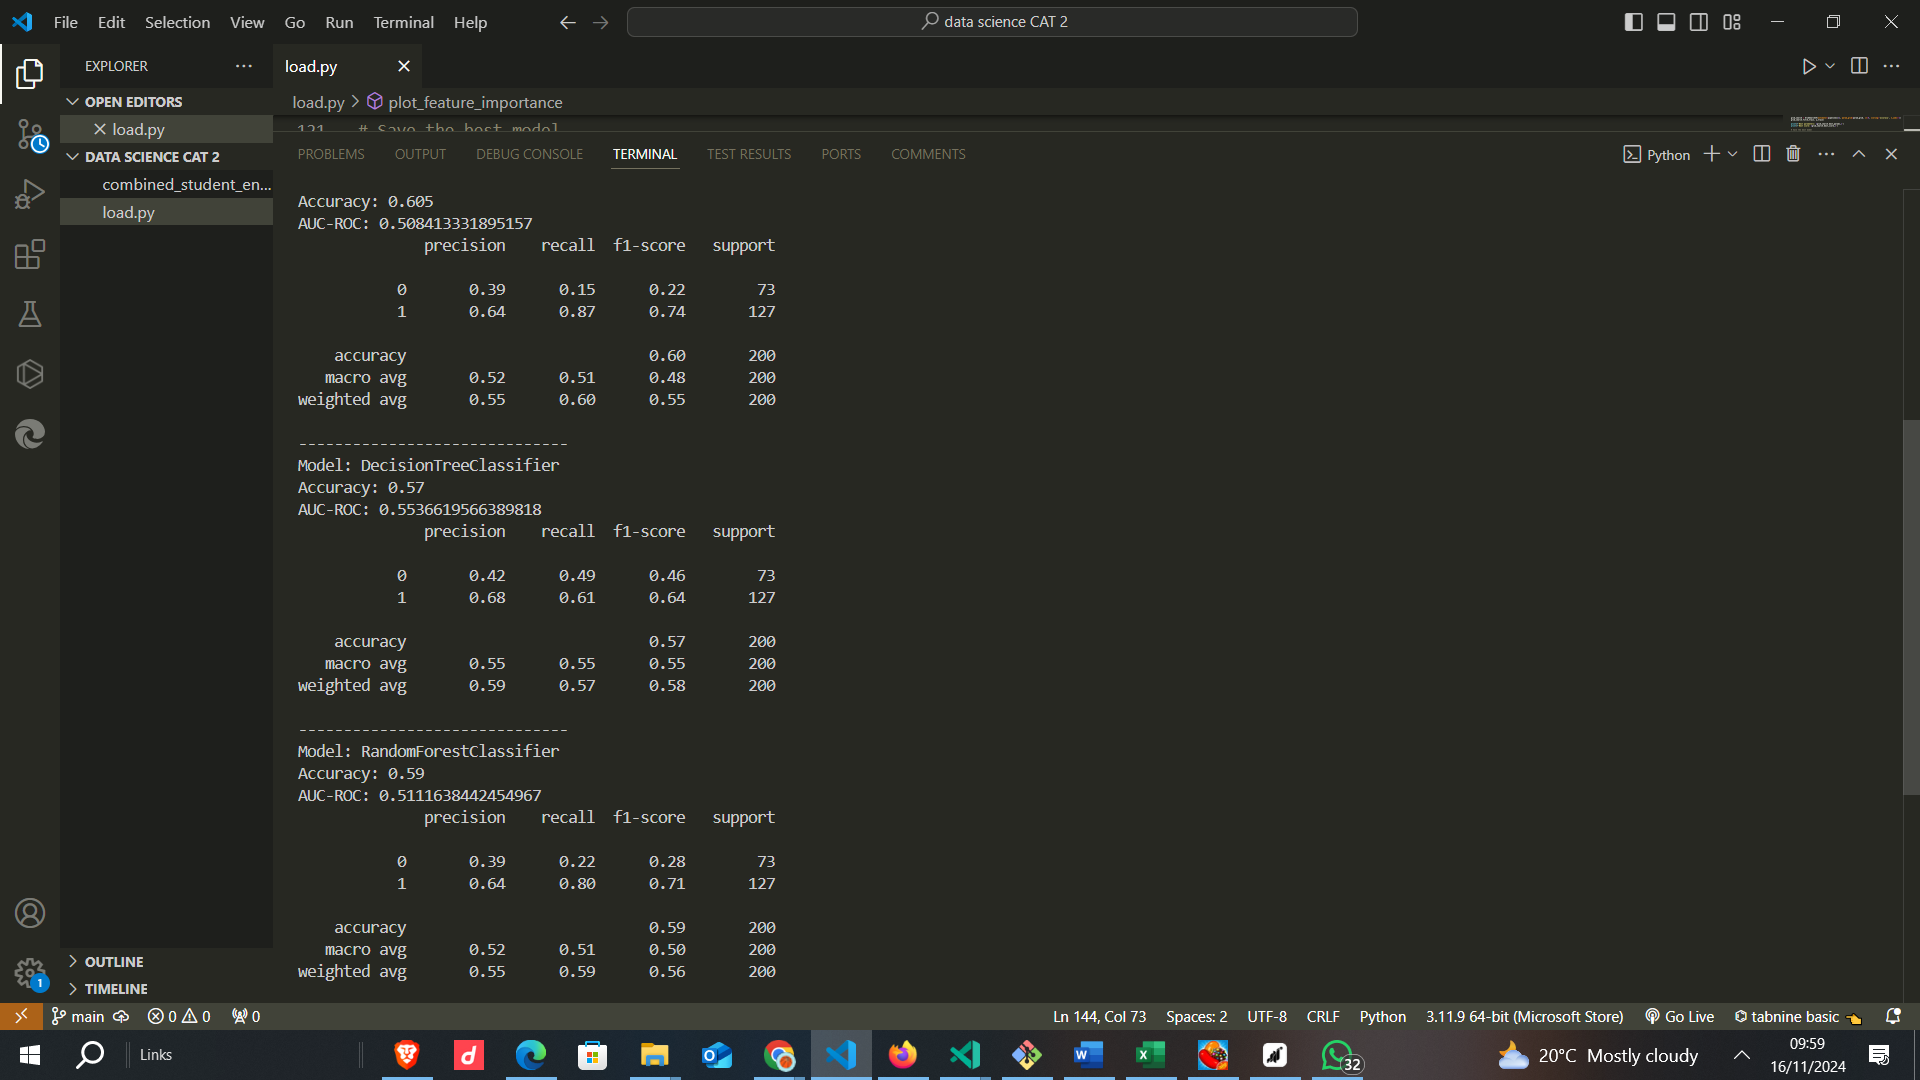 File Edit Selection View Go Run Terminal Help
data science CAT 2
EXPLORER
load.py
OPEN EDITORS
load.py > plot_feature_importance
load.py
121 # Save the best model
DATA SCIENCE CAT 2
combined_student_en...
load.py
PROBLEMS OUTPUT DEBUG CONSOLE TERMINAL TEST RESULTS PORTS COMMENTS
Python
Accuracy: 0.605
AUC-ROC: 0.508413331895157
precision recall f1-score support
0 0.39 0.15 0.22 73
1 0.64 0.87 0.74 127
accuracy 0.60 200
macro avg 0.52 0.51 0.48 200
weighted avg 0.55 0.60 0.55 200
------------------------------
Model: DecisionTreeClassifier
Accuracy: 0.57
AUC-ROC: 0.5536619566389818
precision recall f1-score support
0 0.42 0.49 0.46 73
1 0.68 0.61 0.64 127
accuracy 0.57 200
macro avg 0.55 0.55 0.55 200
weighted avg 0.59 0.57 0.58 200
------------------------------
Model: RandomForestClassifier
Accuracy: 0.59
AUC-ROC: 0.5111638442454967
precision recall f1-score support
0 0.39 0.22 0.28 73
1 0.64 0.80 0.71 127
accuracy 0.59 200
macro avg 0.52 0.51 0.50 200
weighted avg 0.55 0.59 0.56 200
OUTLINE
TIMELINE
1
main 0 0 0
Ln 144, Col 73 Spaces: 2 UTF-8 CRLF Python 3.11.9 64-bit (Microsoft Store) Go Live tabnine basic
Links
32
20°C Mostly cloudy
09:59
16/11/2024